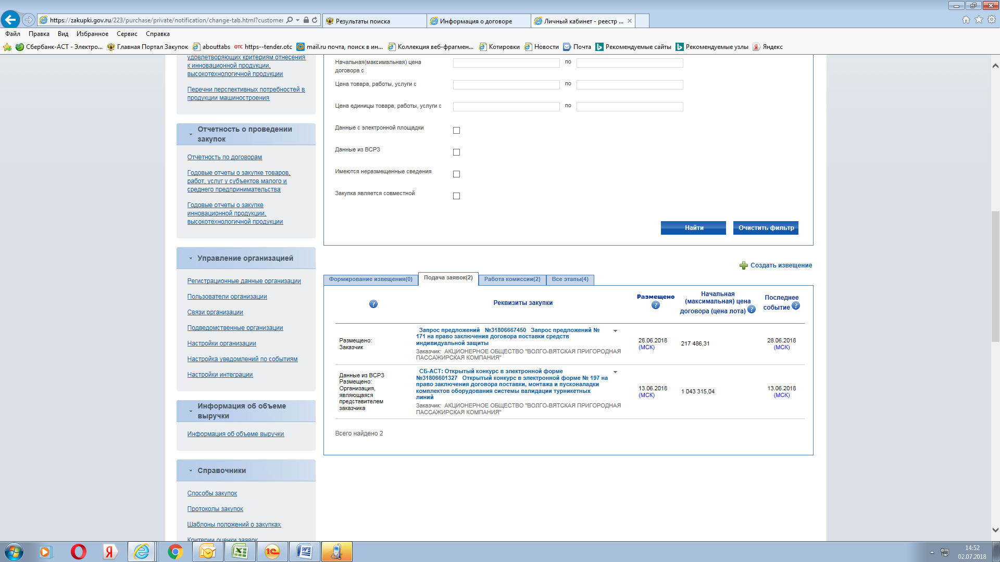 https://zakupki.gov.ru/223/purchase/private/notification/change-tab.html?customer
Результаты поиска
Информация о договоре
Личный кабинет - реестр ...
Файл Правка Вид Избранное Сервис Справка
Сбербанк-АСТ - Электро... Главная Портал Закупок abouttabs отс https--tender.otc mail.ru почта, поиск в ин... Коллекция веб-фрагмен... Котировки Новости Почта Рекомендуемые сайты Рекомендуемые узлы Яндекс
удовлетворяющих критериям отнесения
к инновационной продукции,
высокотехнологичной продукции
Перечни перспективных потребностей в
продукции машиностроения
Отчетность о проведении
закупок
Отчетность по договорам
Годовые отчеты о закупке товаров,
работ, услуг у субъектов малого и
среднего предпринимательства
Годовые отчеты о закупке
инновационной продукции,
высокотехнологичной продукции
Управление организацией
Регистрационные данные организации
Пользователи организации
Связи организации
Подведомственные организации
Настройки организации
Настройка уведомлений по событиям
Настройки интеграции
Информация об объеме
выручки
Информация об объеме выручки
Справочники
Способы закупок
Протоколы закупок
Шаблоны положений о закупках
Критерии оценки заявок
Начальная(максимальная) цена
договора с
по
Цена товара, работы, услуги с по
Цена единицы товара, работы, услуги с по
Данные с электронной площадки
Данные из ВСРЗ
Имеются неразмещенные сведения
Закупка является совместной
Найти Очистить фильтр
Создать извещение
Формирование извещения(0) Подача заявок(2) Работа комиссии(2) Все этапы(4)
Реквизиты закупки
Размещено
Начальная
(максимальная) цена
договора (цена лота)
Последнее
событие
Размещено:
Заказчик
Запрос предложений №31806667450 Запрос предложений №
171 на право заключения договора поставки средств
индивидуальной защиты
Заказчик: АКЦИОНЕРНОЕ ОБЩЕСТВО "ВОЛГО-ВЯТСКАЯ ПРИГОРОДНАЯ
ПАССАЖИРСКАЯ КОМПАНИЯ"
28.06.2018
(МСК)
217 486,31
28.06.2018
(МСК)
Данные из ВСРЗ
Размещено:
Организация,
являющаяся
представителем
заказчика
СБ-АСТ: Открытый конкурс в электронной форме
№31806601327 Открытый конкурс в электронной форме № 197 на
право заключения договора поставки, монтажа и пусконаладки
комплектов оборудования системы валидации турникетных
линий
Заказчик: АКЦИОНЕРНОЕ ОБЩЕСТВО "ВОЛГО-ВЯТСКАЯ ПРИГОРОДНАЯ
ПАССАЖИРСКАЯ КОМПАНИЯ"
13.06.2018
(МСК)
1 043 315,04
13.06.2018
(МСК)
Всего найдено 2
14:52
02.07.2018